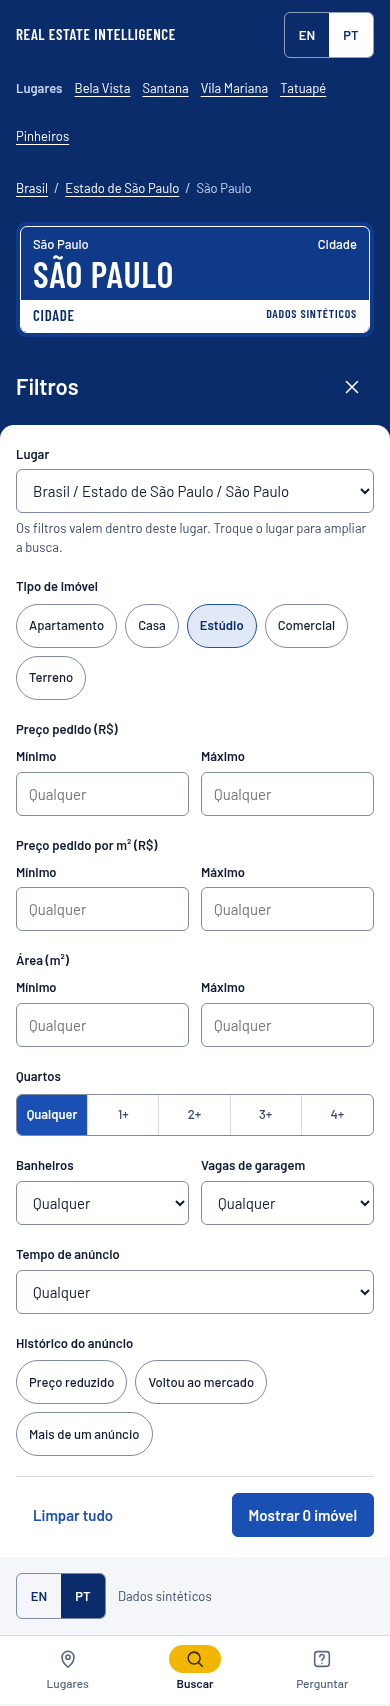 REAL ESTATE INTELLIGENCE
EN PT
Lugares Bela Vista Santana Vila Mariana Tatuapé
Pinheiros
Brasil / Estado de São Paulo / São Paulo
São Paulo Cidade
SÃO PAULO
CIDADE DADOS SINTÉTICOS
Filtros
Lugar
Brasil / Estado de São Paulo / São Paulo
Os filtros valem dentro deste lugar. Troque o lugar para ampliar
a busca.
Tipo de imóvel
Apartamento Casa Estúdio Comercial
Terreno
Preço pedido (R$)
Mínimo Máximo
Qualquer Qualquer
Preço pedido por m² (R$)
Mínimo Máximo
Qualquer Qualquer
Área (m²)
Mínimo Máximo
Qualquer Qualquer
Quartos
Qualquer 1+ 2+ 3+ 4+
Banheiros Vagas de garagem
Qualquer Qualquer
Tempo de anúncio
Qualquer
Histórico do anúncio
Preço reduzido Voltou ao mercado
Mais de um anúncio
Limpar tudo Mostrar 0 imóvel
EN PT Dados sintéticos
Lugares Buscar Perguntar